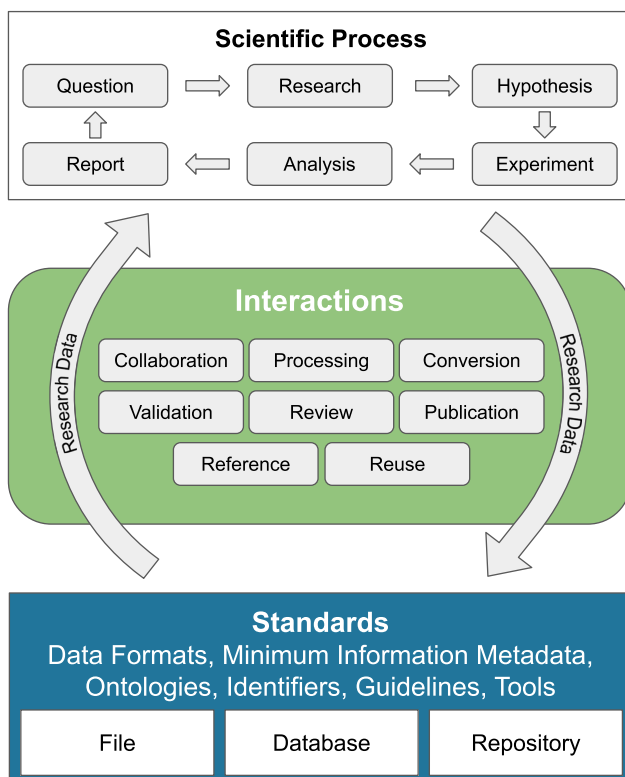 Scientific Process
Question
Research
Hypothesis
Report
Analysis
Experiment
Interactions
Research Data
Research Data
Collaboration
Processing
Conversion
Validation
Review
Publication
Reference
Reuse
Standards
Data Formats, Minimum Information Metadata,
Ontologies, Identifiers, Guidelines, Tools
File
Database
Repository